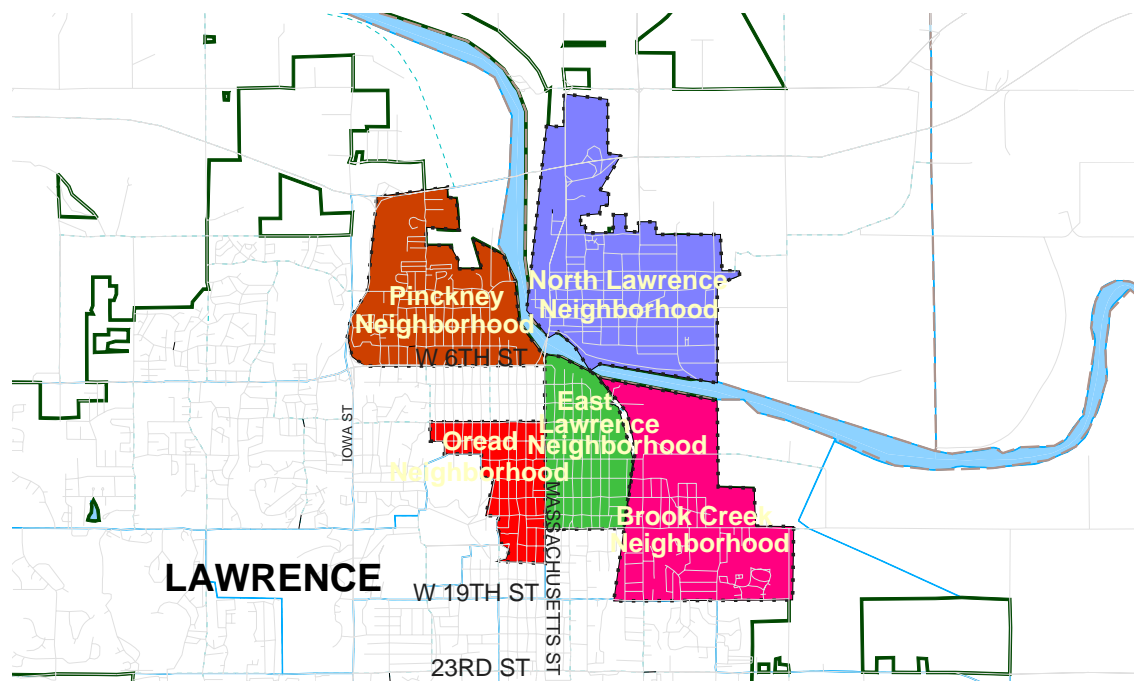 North Lawrence
Neighborhood
Pinckney
Neighborhood
W 6TH ST
East
Lawrence
Neighborhood
Oread
Neighborhood
IOWA ST
MASSACHUSETTS ST
Brook Creek
Neighborhood
LAWRENCE
W 19TH ST
23RD ST